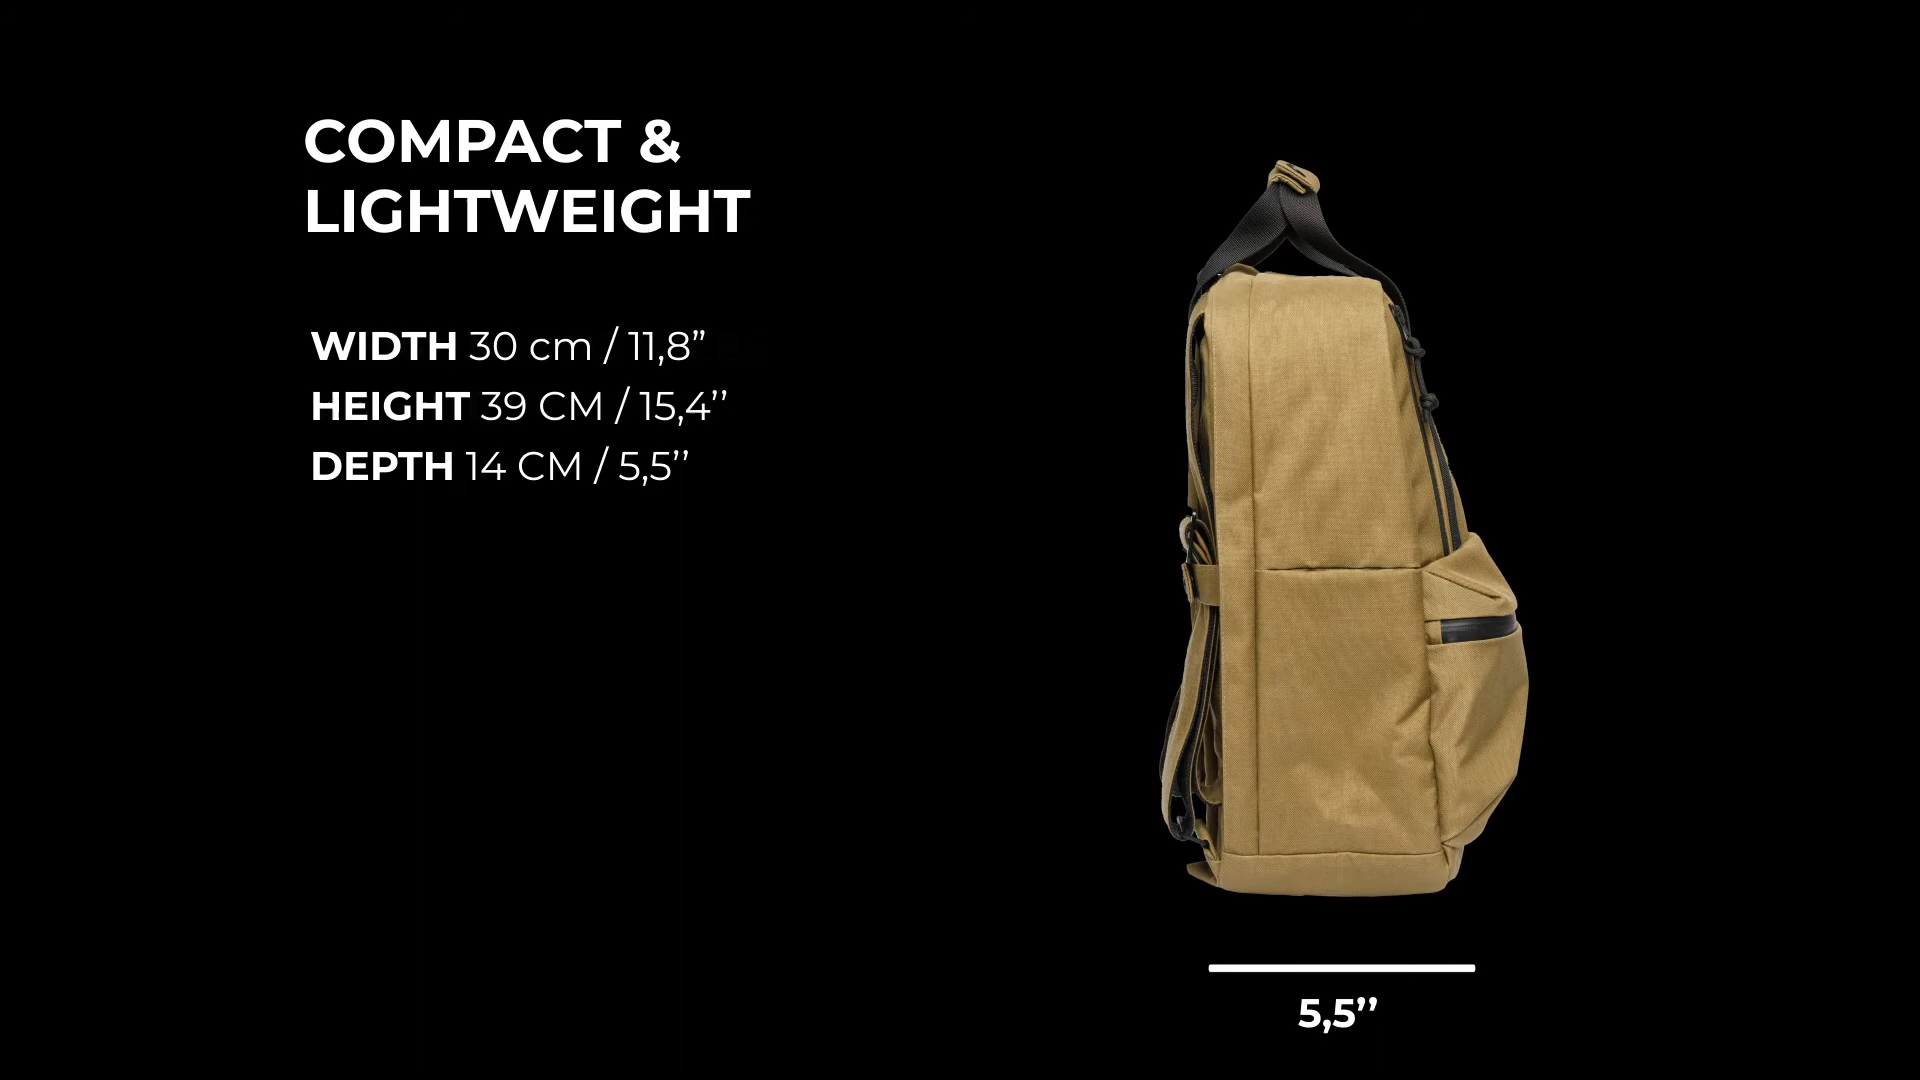 COMPACT &
LIGHTWEIGHT
WIDTH 30 cm / 11,8”
HEIGHT 39 CM / 15,4’’
DEPTH 14 CM / 5,5’’
5,5’’